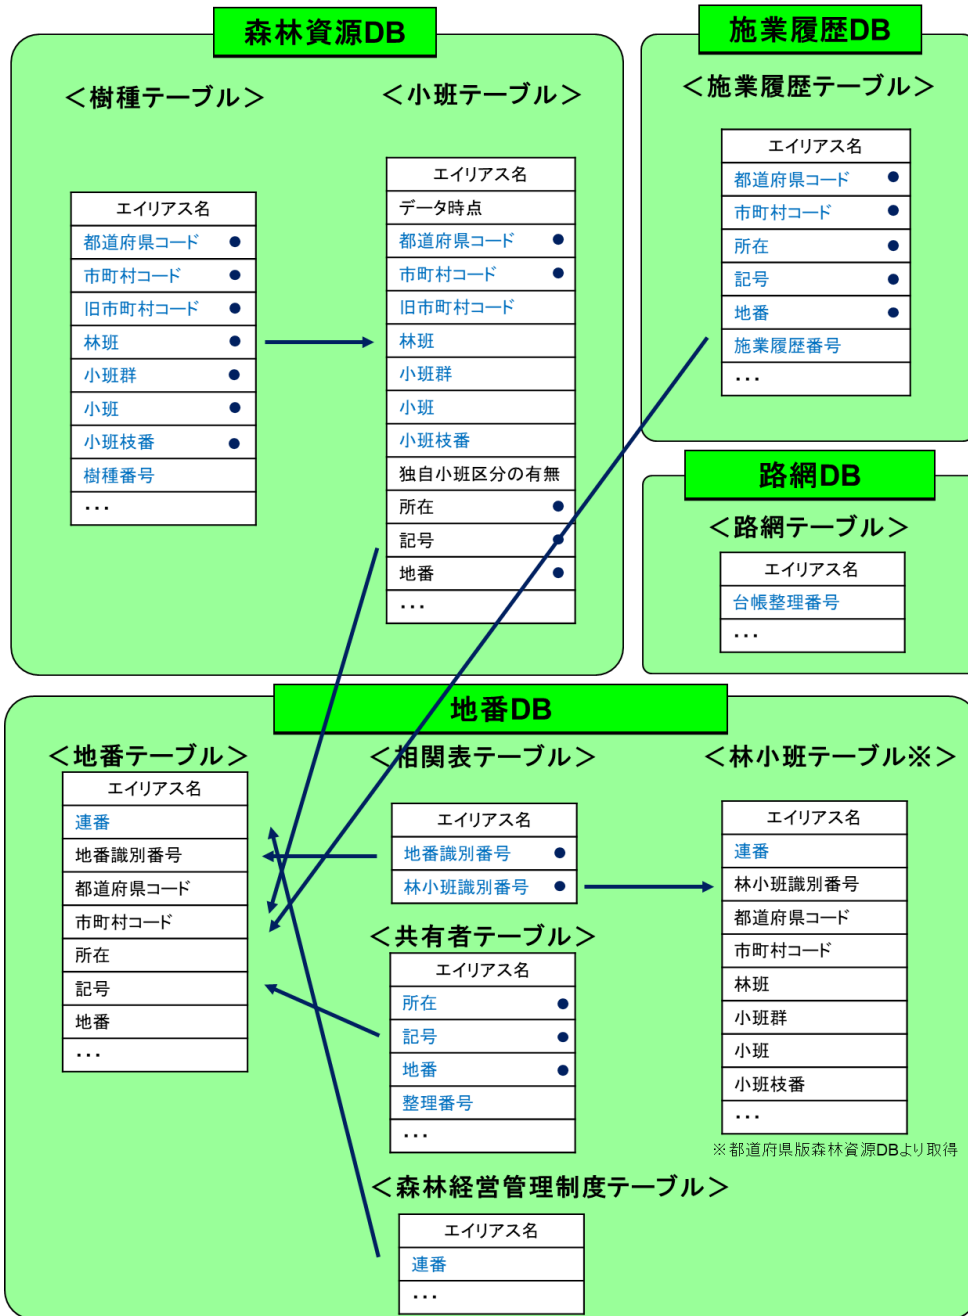 森林資源DB
＜樹種テーブル＞
エイリアス名
都道府県コード ●
市町村コード ●
旧市町村コード ●
林班 ●
小班群 ●
小班 ●
小班枝番 ●
樹種番号
・・・
＜小班テーブル＞
エイリアス名
データ時点
都道府県コード ●
市町村コード ●
旧市町村コード
林班
小班群
小班
小班枝番
独自小班区分の有無
所在 ●
記号 ●
地番 ●
・・・
施業履歴DB
＜施業履歴テーブル＞
エイリアス名
都道府県コード ●
市町村コード ●
所在 ●
記号 ●
地番 ●
施業履歴番号
・・・
路網DB
＜路網テーブル＞
エイリアス名
台帳整理番号
・・・
地番DB
＜地番テーブル＞
エイリアス名
連番
地番識別番号
都道府県コード
市町村コード
所在
記号
地番
・・・
＜相関表テーブル＞
エイリアス名
地番識別番号 ●
林小班識別番号 ●
＜共有者テーブル＞
エイリアス名
所在 ●
記号 ●
地番 ●
整理番号
・・・
＜森林経営管理制度テーブル＞
エイリアス名
連番
・・・
＜林小班テーブル※＞
エイリアス名
連番
林小班識別番号
都道府県コード
市町村コード
林班
小班群
小班
小班枝番
・・・
※都道府県版森林資源DBより取得